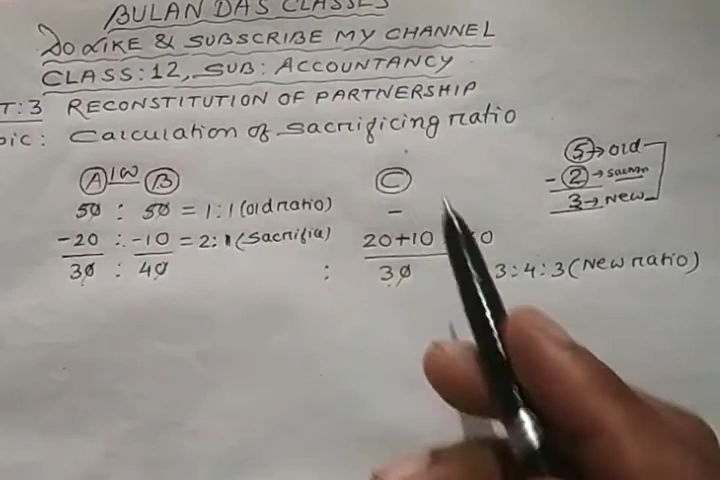 BULAN DAS CLASSES
DO LIKE & SUBSCRIBE MY CHANNEL
CLASS:12, SUB: ACCOUNTANCY
T:3 RECONSTITUTION OF PARTNERSHIP
pic: Calculation of Sacrificing ratio
A 100 B C
50 : 50 = 1:1 (Old ratio) -
-20 : -10 = 2:1 (Sacrifice) 20+10
30 : 40 : 30 3:4:3 (New ratio)
5→old
- 2→
3→New